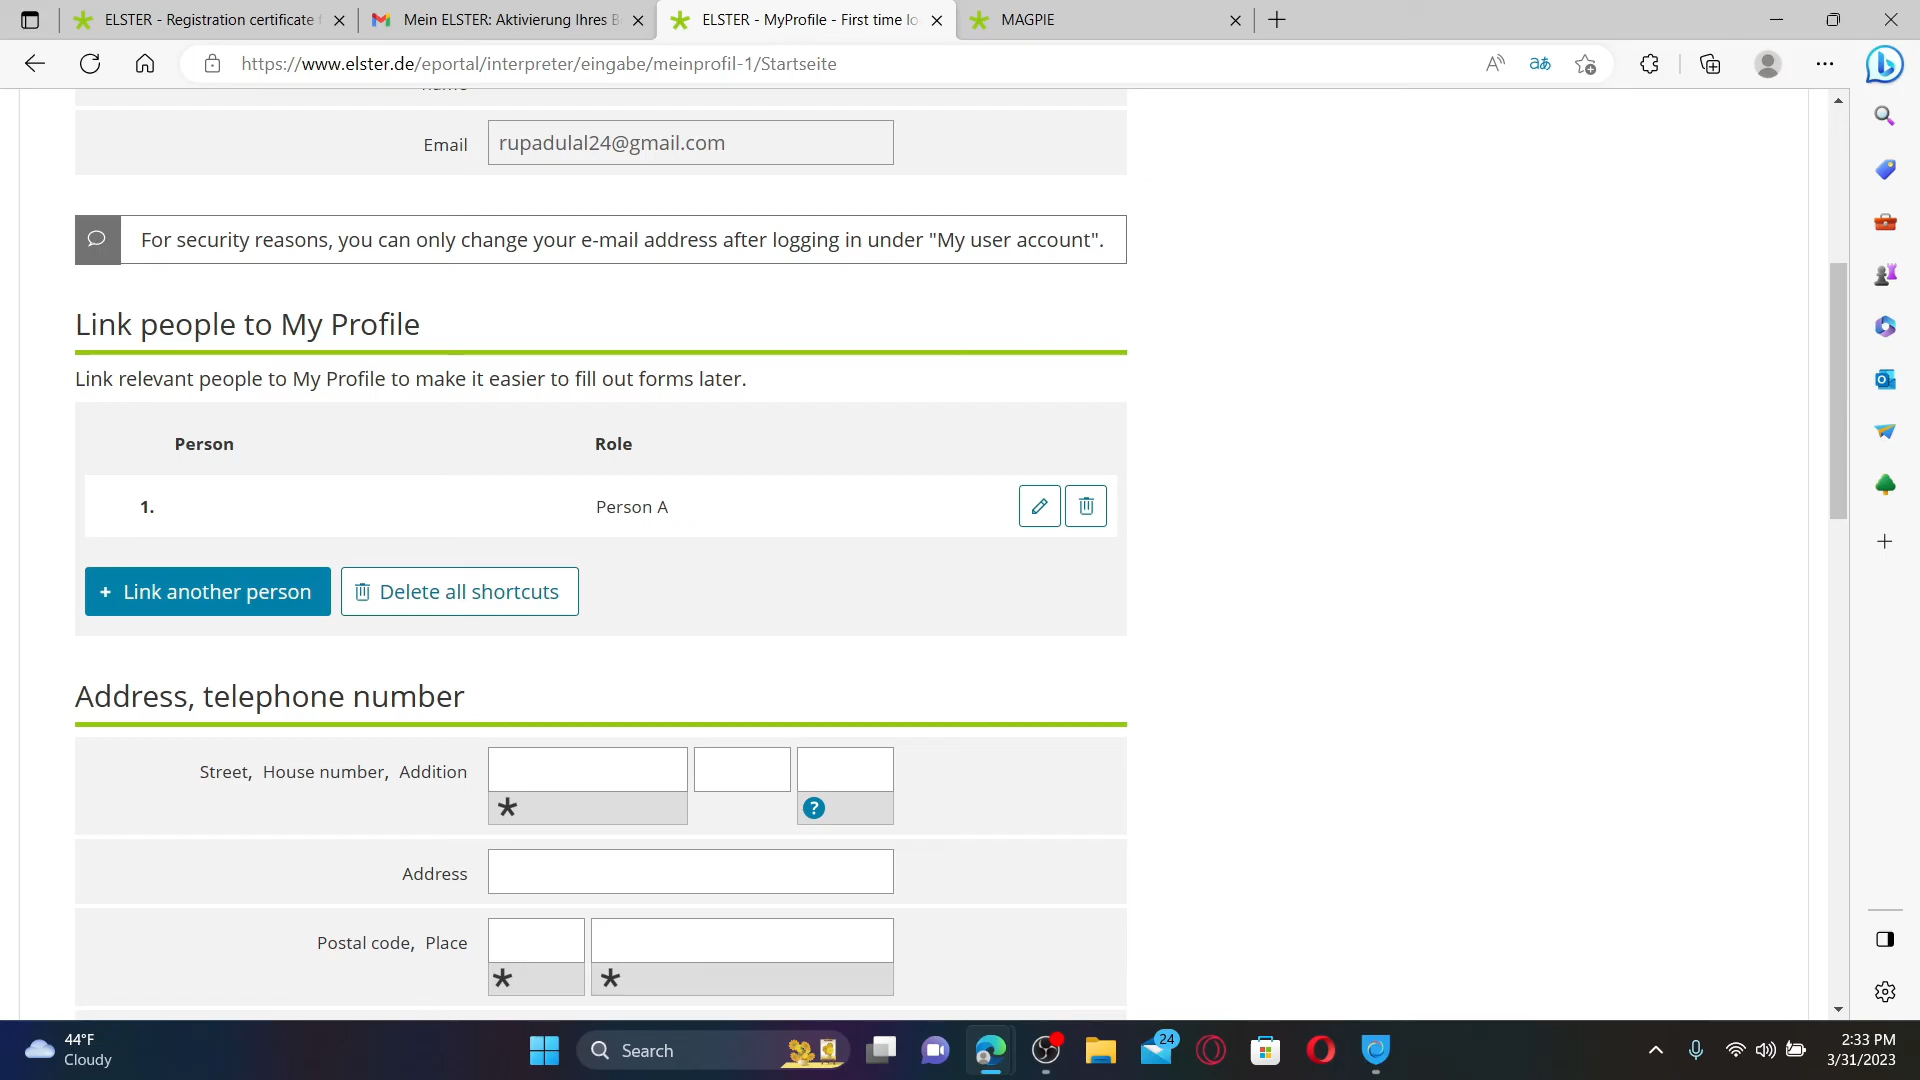 ELSTER - Registration certificate f
Mein ELSTER: Aktivierung Ihres B
ELSTER - MyProfile - First time lo
MAGPIE
https://www.elster.de/eportal/interpreter/eingabe/meinprofil-1/Startseite
Email
rupadulal24@gmail.com
For security reasons, you can only change your e-mail address after logging in under "My user account".
Link people to My Profile
Link relevant people to My Profile to make it easier to fill out forms later.
Person
Role
1.
Person A
+ Link another person
Delete all shortcuts
Address, telephone number
Street, House number, Addition
*
?
Address
Postal code, Place
*
*
44°F
Cloudy
Search
24
2:33 PM
3/31/2023